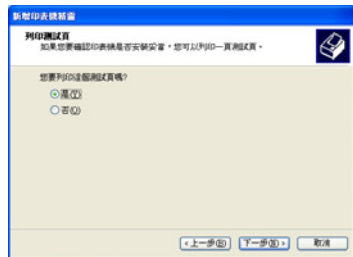 新增印表機精靈
列印測試頁
如果您要確認印表機是否安裝妥當，您可以列印一頁測試頁。
您要列印這個測試頁嗎?
是(Y)
否(O)
<上一步(B) 下一步(N)> 取消